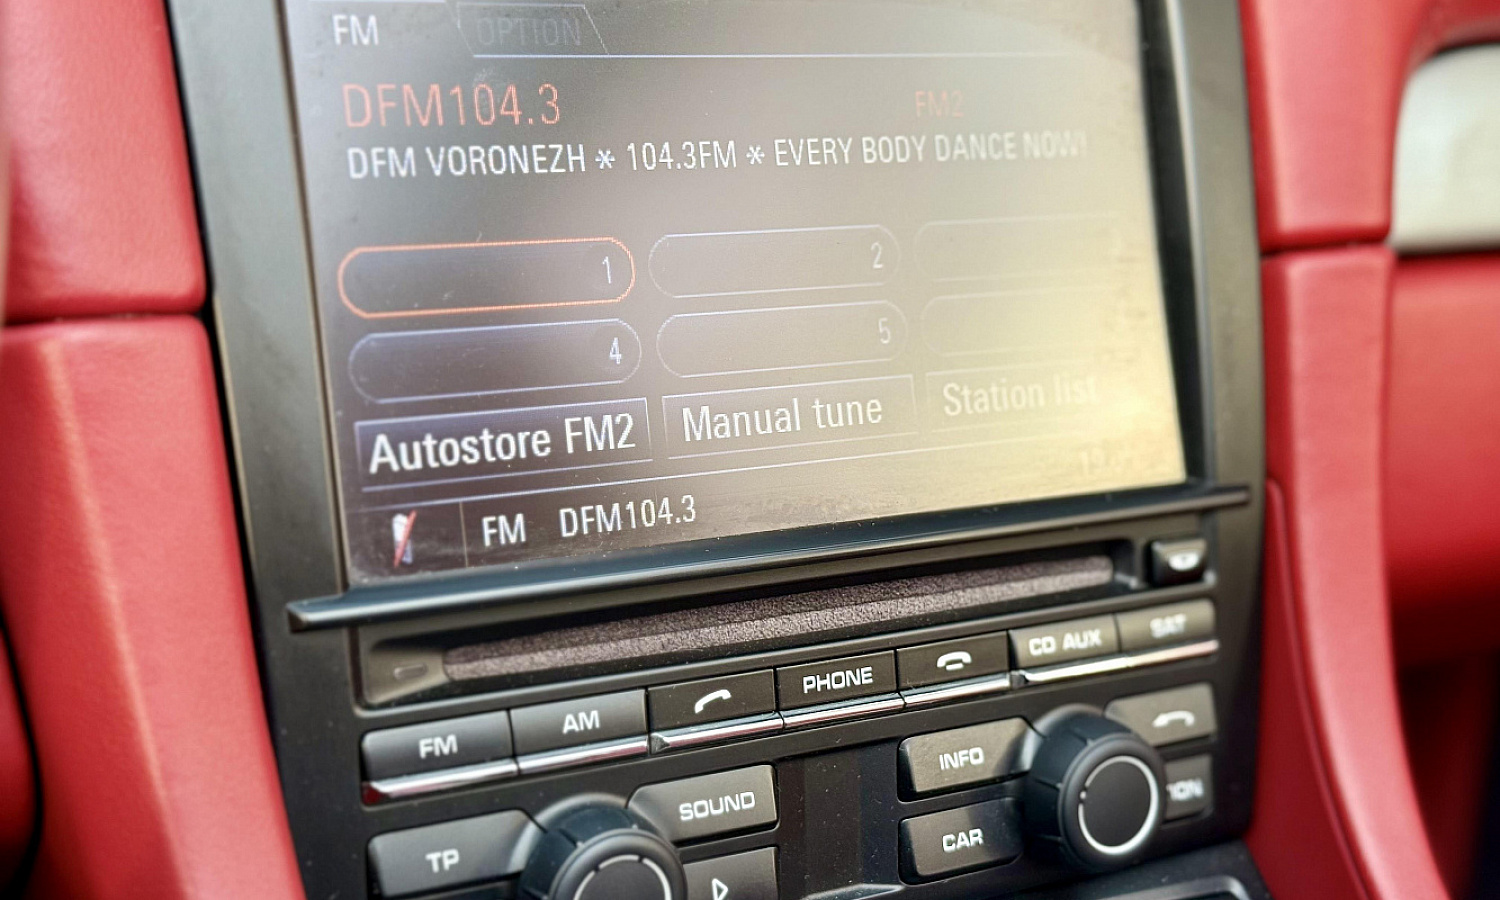 FM OPTION
DFM104.3 FM2
DFM VORONEZH * 104.3FM * EVERY BODY DANCE NOW!
1 2
4 5
Autostore FM2 Manual tune Station list
FM DFM104.3
FM AM PHONE CD AUX SAT
SOUND INFO
TP CAR